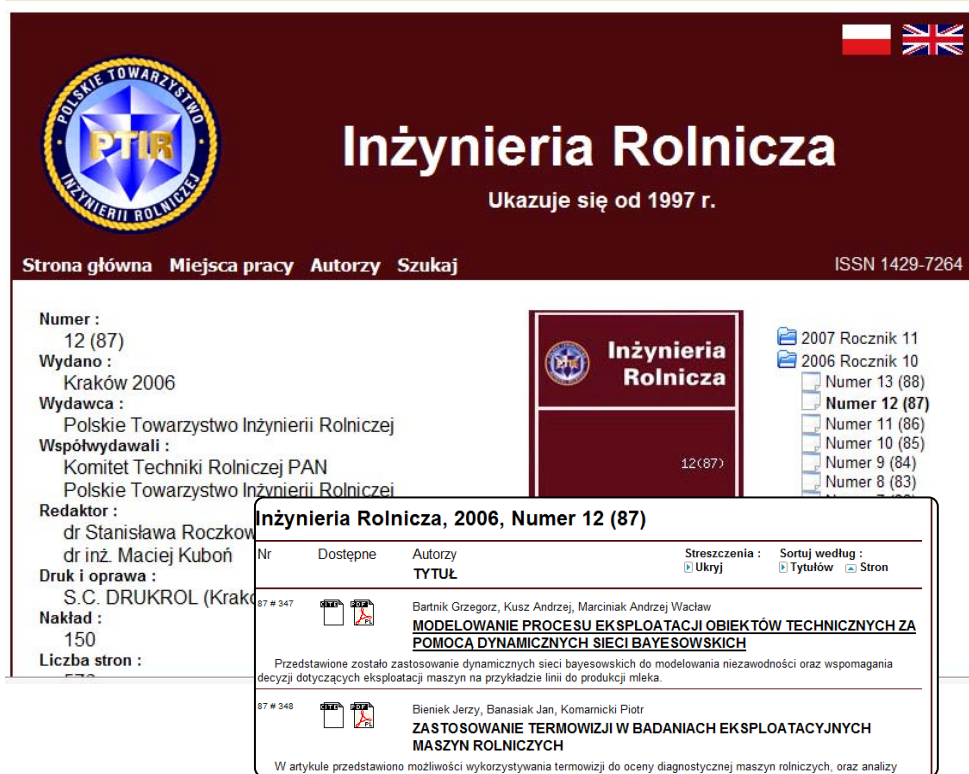 POLSKIE TOWARZYSTWO
INŻYNIERII ROLNICZEJ
PTIR
Inżynieria Rolnicza
Ukazuje się od 1997 r.
Strona główna Miejsca pracy Autorzy Szukaj
ISSN 1429-7264
Numer :
12 (87)
Wydano :
Kraków 2006
Wydawca :
Polskie Towarzystwo Inżynierii Rolniczej
Współwydawali :
Komitet Techniki Rolniczej PAN
Polskie Towarzystwo Inżynierii Rolniczej
Redaktor :
dr Stanisława Roczkow
dr inż. Maciej Kuboń
Druk i oprawa :
S.C. DRUKROL (Krakó
Nakład :
150
Liczba stron :
Inżynieria
Rolnicza
12(87)
2007 Rocznik 11
2006 Rocznik 10
Numer 13 (88)
Numer 12 (87)
Numer 11 (86)
Numer 10 (85)
Numer 9 (84)
Numer 8 (83)
Inżynieria Rolnicza, 2006, Numer 12 (87)
Nr Dostępne Autorzy Streszczenia : Sortuj według :
TYTUŁ Ukryj Tytułów Stron
87 # 347 CITE PDF PL Bartnik Grzegorz, Kusz Andrzej, Marciniak Andrzej Wacław
MODELOWANIE PROCESU EKSPLOATACJI OBIEKTÓW TECHNICZNYCH ZA
POMOCĄ DYNAMICZNYCH SIECI BAYESOWSKICH
Przedstawione zostało zastosowanie dynamicznych sieci bayesowskich do modelowania niezawodności oraz wspomagania
decyzji dotyczących eksploatacji maszyn na przykładzie linii do produkcji mleka.
87 # 348 CITE PDF PL Bieniek Jerzy, Banasiak Jan, Komarnicki Piotr
ZASTOSOWANIE TERMOWIZJI W BADANIACH EKSPLOATACYJNYCH
MASZYN ROLNICZYCH
W artykule przedstawiono możliwości wykorzystywania termowizji do oceny diagnostycznej maszyn rolniczych, oraz analizy